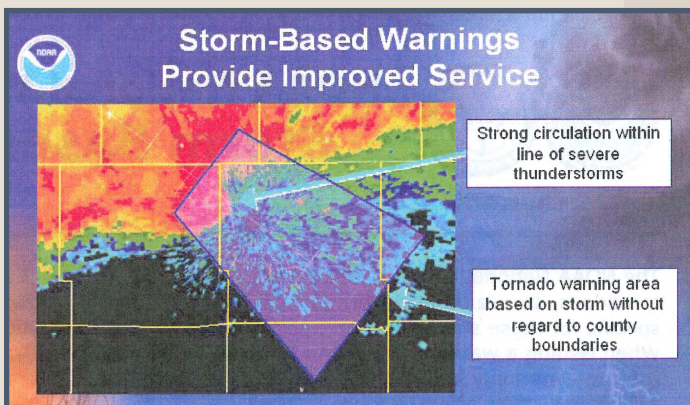 NOAA
Storm-Based Warnings
Provide Improved Service
Strong circulation within
line of severe
thunderstorms
Tornado warning area
based on storm without
regard to county
boundaries